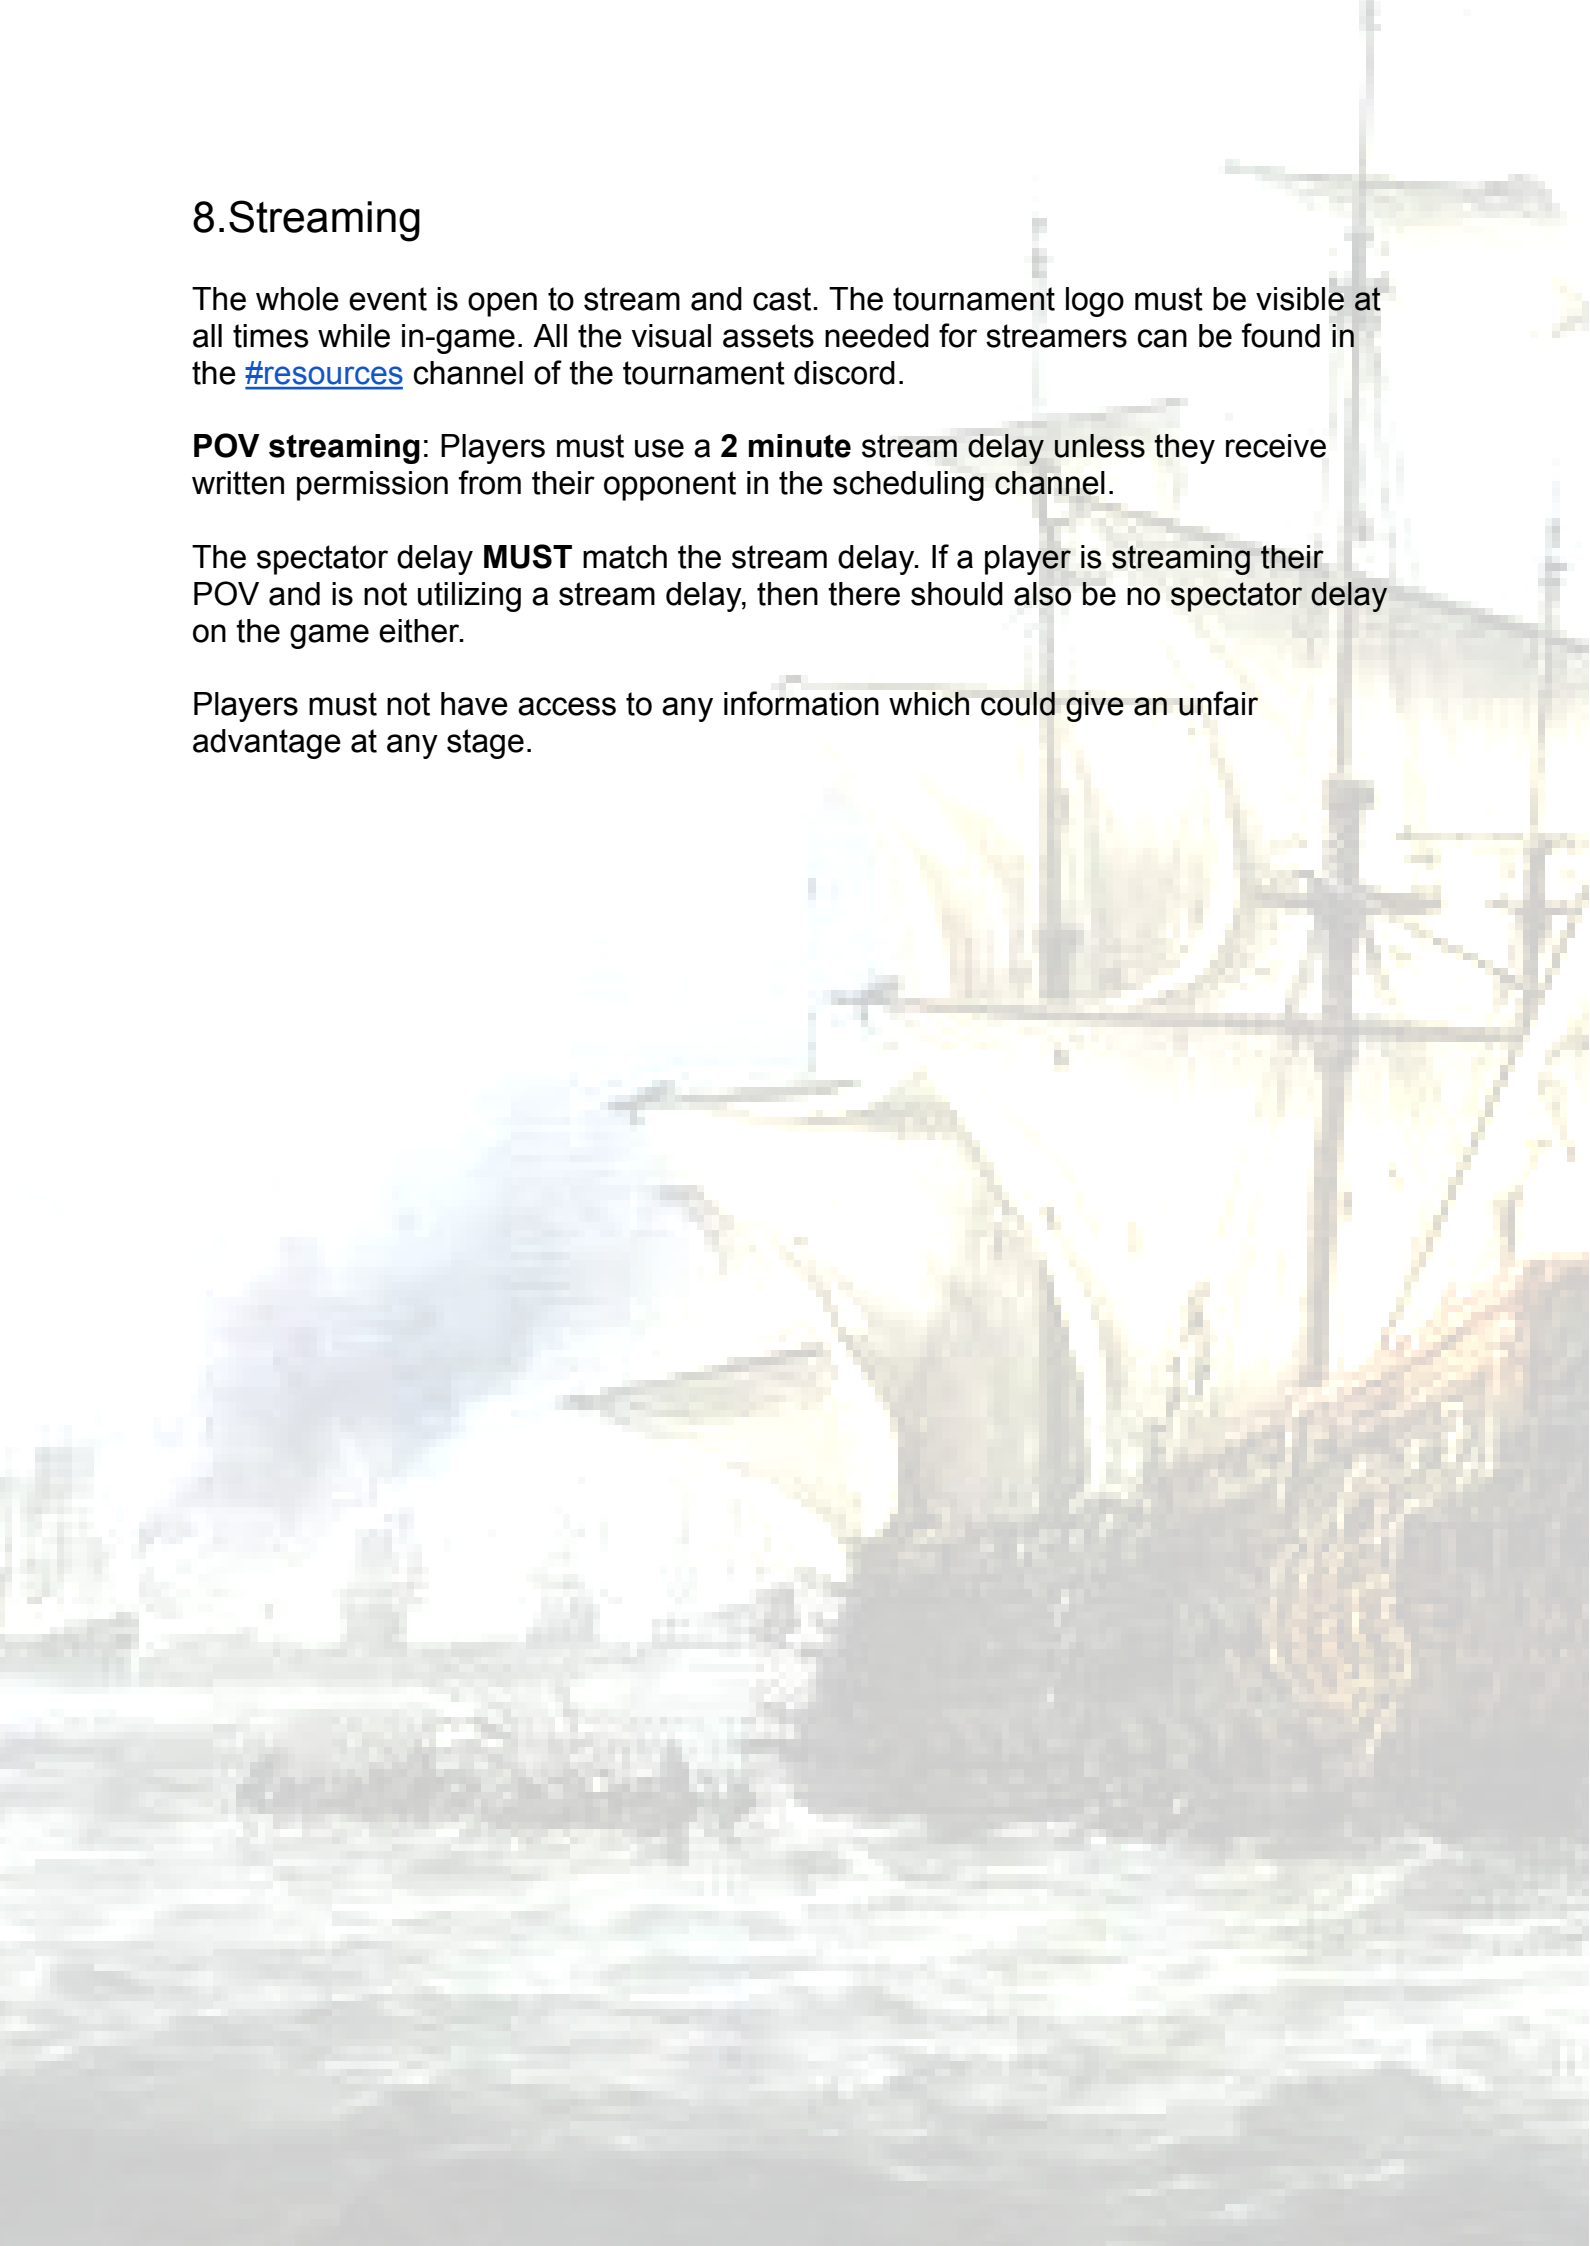 8.Streaming
The whole event is open to stream and cast. The tournament logo must be visible at
all times while in-game. All the visual assets needed for streamers can be found in
the #resources channel of the tournament discord.
POV streaming: Players must use a 2 minute stream delay unless they receive
written permission from their opponent in the scheduling channel.
The spectator delay MUST match the stream delay. If a player is streaming their
POV and is not utilizing a stream delay, then there should also be no spectator delay
on the game either.
Players must not have access to any information which could give an unfair
advantage at any stage.